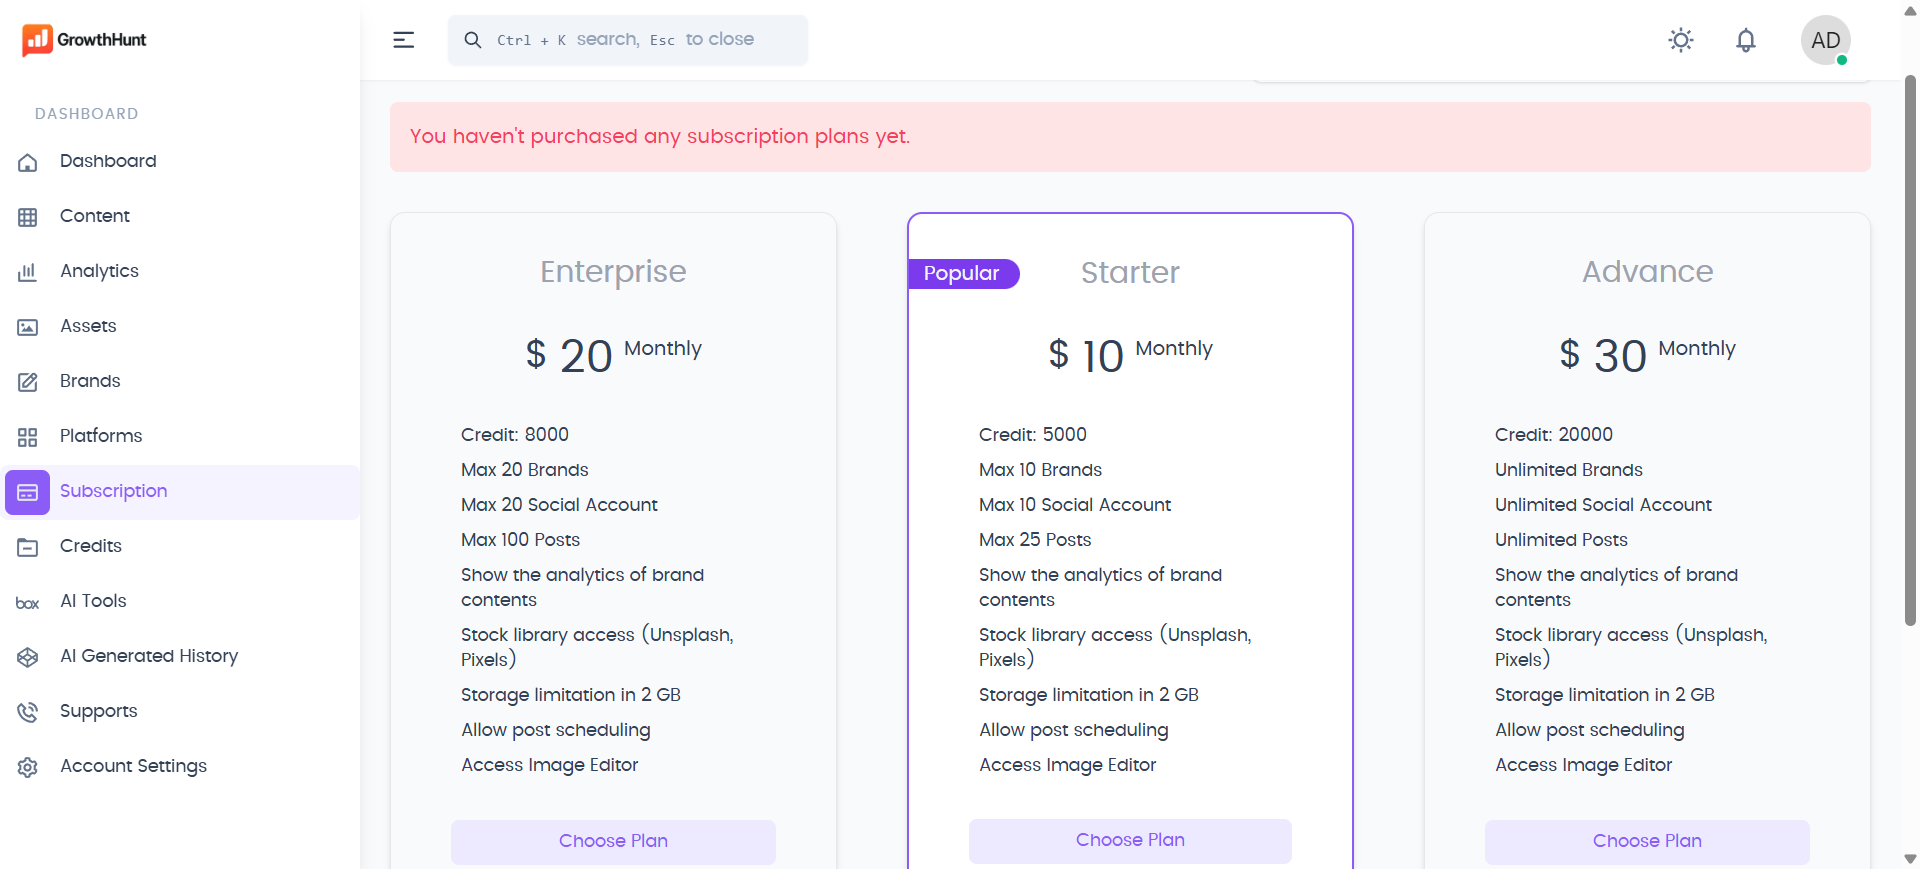 GrowthHunt
Ctrl + K search, Esc to close
AD
DASHBOARD
Dashboard
Content
Analytics
Assets
Brands
Platforms
Subscription
Credits
box
AI Tools
AI Generated History
Supports
Account Settings
You haven't purchased any subscription plans yet.
Enterprise
$ 20 Monthly
Credit: 8000
Max 20 Brands
Max 20 Social Account
Max 100 Posts
Show the analytics of brand
contents
Stock library access (Unsplash,
Pixels)
Storage limitation in 2 GB
Allow post scheduling
Access Image Editor
Choose Plan
Popular
Starter
$ 10 Monthly
Credit: 5000
Max 10 Brands
Max 10 Social Account
Max 25 Posts
Show the analytics of brand
contents
Stock library access (Unsplash,
Pixels)
Storage limitation in 2 GB
Allow post scheduling
Access Image Editor
Choose Plan
Advance
$ 30 Monthly
Credit: 20000
Unlimited Brands
Unlimited Social Account
Unlimited Posts
Show the analytics of brand
contents
Stock library access (Unsplash,
Pixels)
Storage limitation in 2 GB
Allow post scheduling
Access Image Editor
Choose Plan